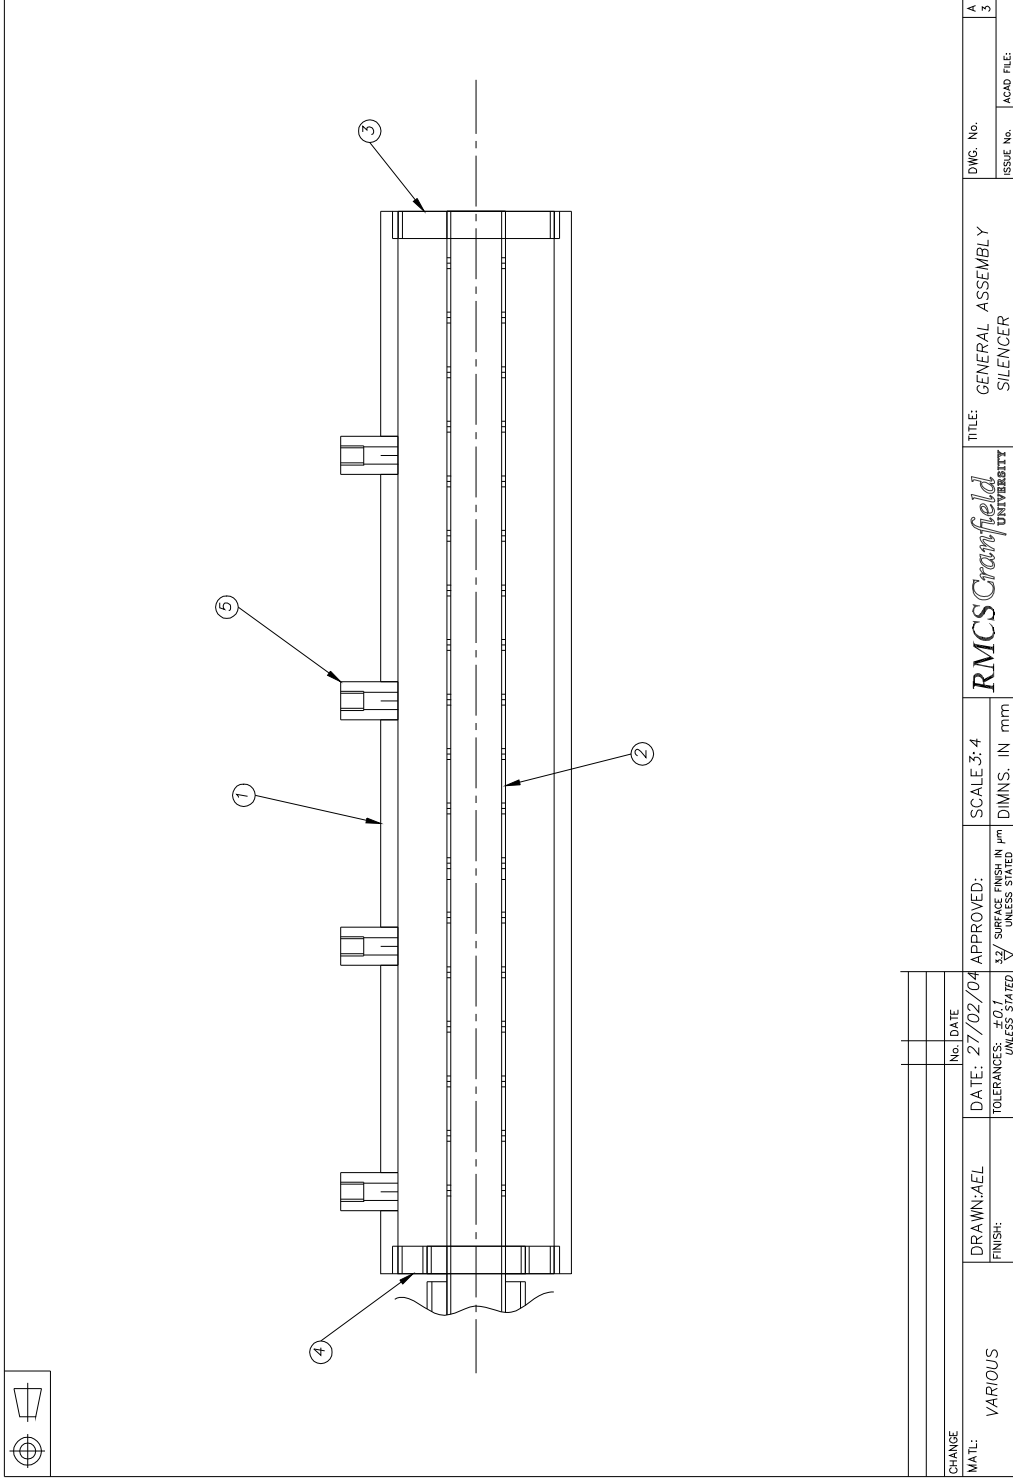 3
5
1
2
4
CHANGE
No.
DATE
MATL:
VARIOUS
DRAWN:AEL
FINISH:
DATE: 27/02/04
TOLERANCES: ±0.1
UNLESS STATED
APPROVED:
3.2 SURFACE FINISH IN µm
UNLESS STATED
SCALE 3:4
DIMNS. IN mm
RMCS Cranfield
UNIVERSITY
TITLE: GENERAL ASSEMBLY
SILENCER
DWG. No.
ISSUE No.
ACAD FILE:
A
3